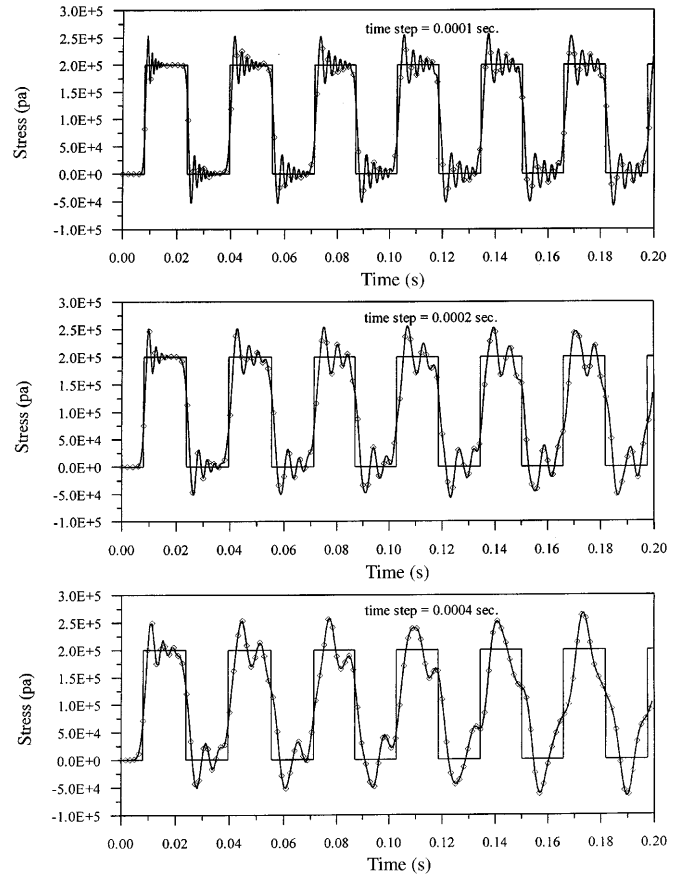 3.0E+5
time step = 0.0001 sec.
2.5E+5
2.0E+5
1.5E+5
1.0E+5
5.0E+4
0.0E+0
-5.0E+4
-1.0E+5
Stress (pa)
0.00 0.02 0.04 0.06 0.08 0.10 0.12 0.14 0.16 0.18 0.20
Time (s)
3.0E+5
time step = 0.0002 sec.
2.5E+5
2.0E+5
1.5E+5
1.0E+5
5.0E+4
0.0E+0
-5.0E+4
-1.0E+5
Stress (pa)
0.00 0.02 0.04 0.06 0.08 0.10 0.12 0.14 0.16 0.18 0.20
Time (s)
3.0E+5
time step = 0.0004 sec.
2.5E+5
2.0E+5
1.5E+5
1.0E+5
5.0E+4
0.0E+0
-5.0E+4
-1.0E+5
Stress (pa)
0.00 0.02 0.04 0.06 0.08 0.10 0.12 0.14 0.16 0.18 0.20
Time (s)